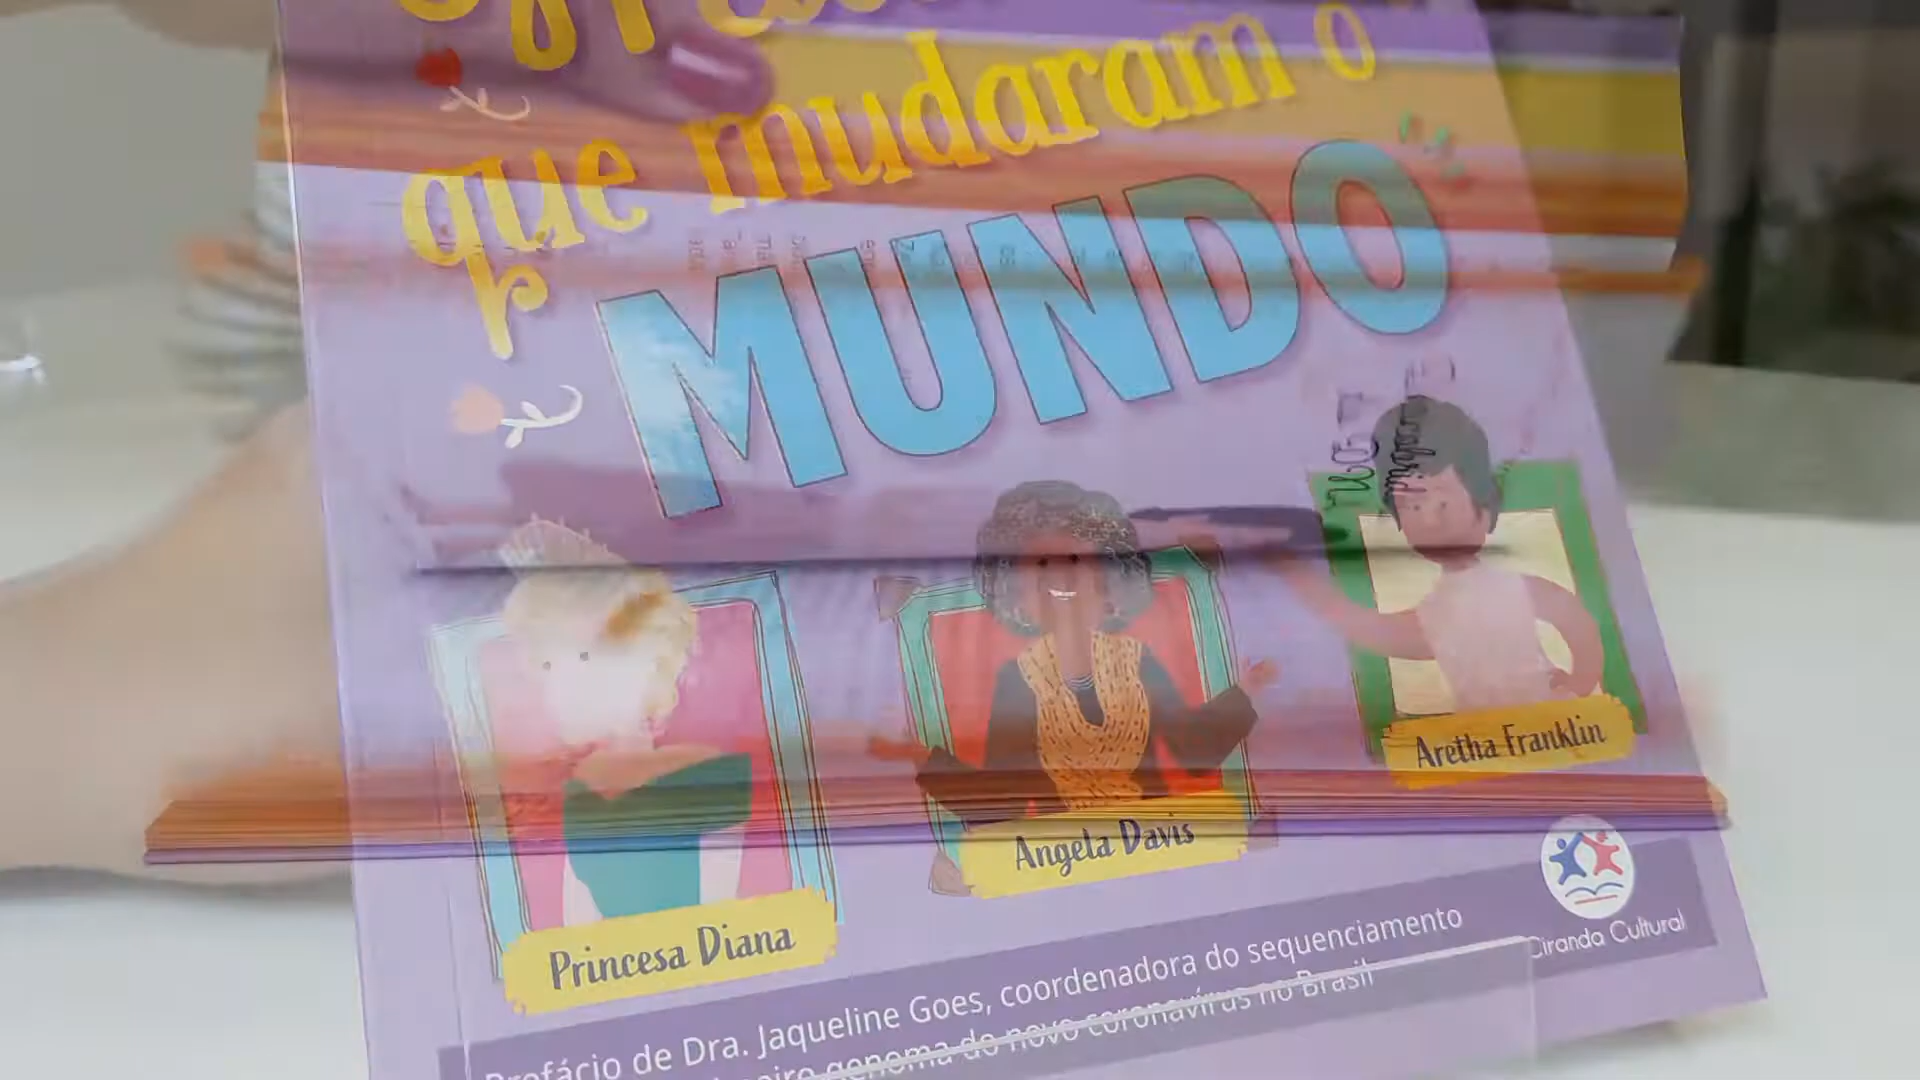 que mudaram o
MUNDO
Aretha Franklin
Angela Davis
Princesa Diana
Ciranda Cultural
Prefácio de Dra. Jaqueline Goes, coordenadora do sequenciamento
genoma do novo coronavírus no Brasil